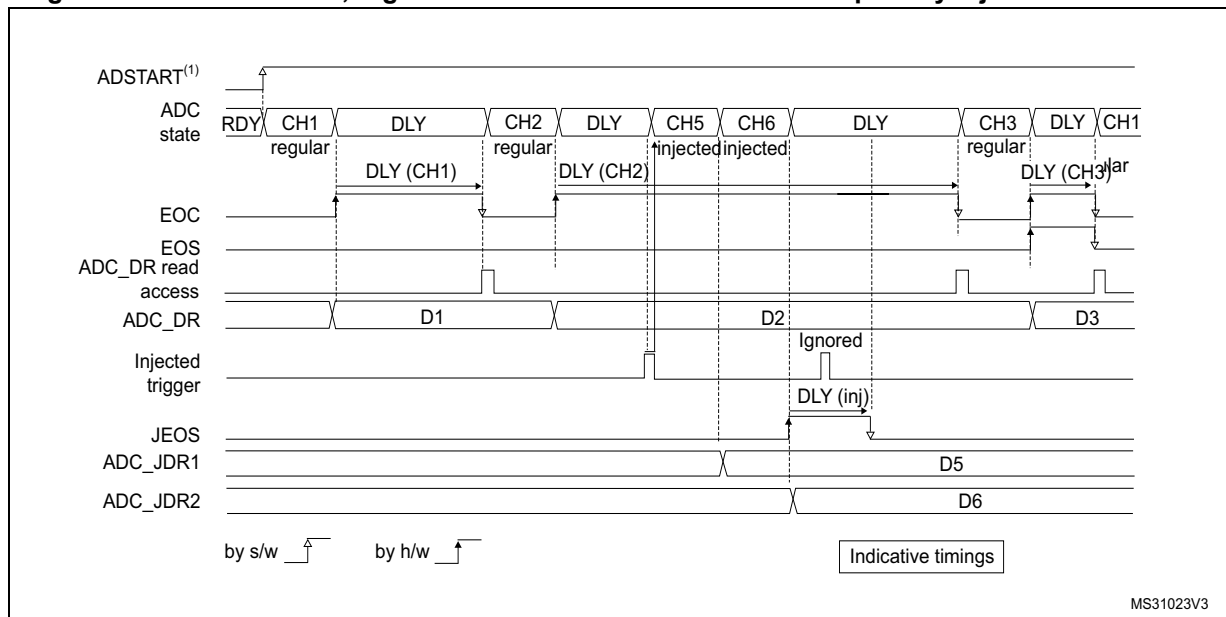 ADSTART(1)
ADC state
RDY CH1 DLY CH2 DLY CH5 CH6 DLY CH3 DLY CH1
regular regular injected injected regular
DLY (CH1) DLY (CH2) DLY (CH3) lar
EOC
EOS
ADC_DR read access
ADC_DR D1 D2 D3
Ignored
Injected trigger
DLY (inj)
JEOS
ADC_JDR1 D5
ADC_JDR2 D6
by s/w by h/w Indicative timings
MS31023V3